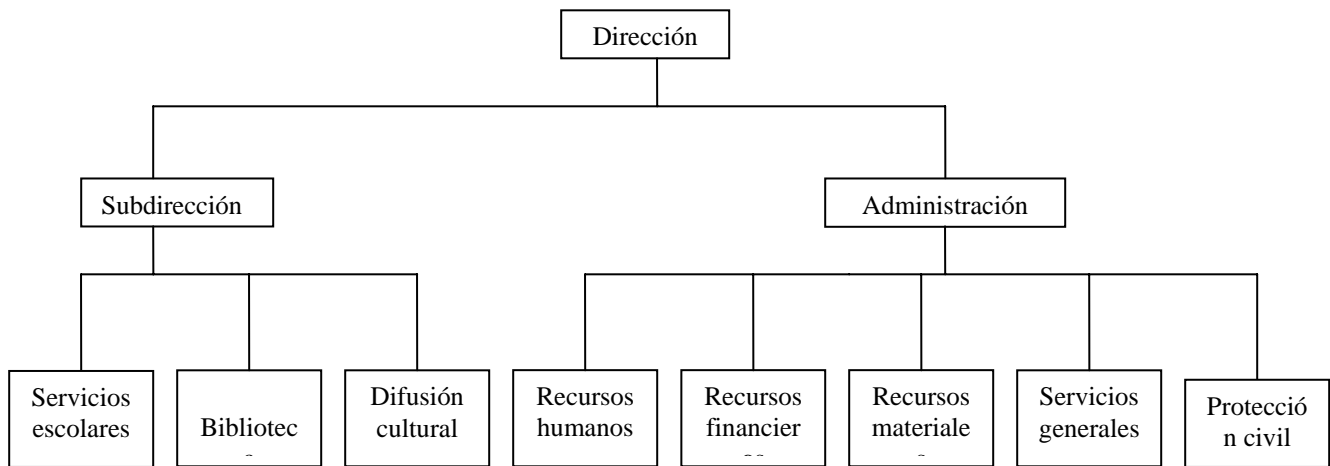 Dirección
Subdirección
Administración
Servicios
escolares
Bibliotec
Difusión
cultural
Recursos
humanos
Recursos
financier
Recursos
materiale
Servicios
generales
Protecció
n civil